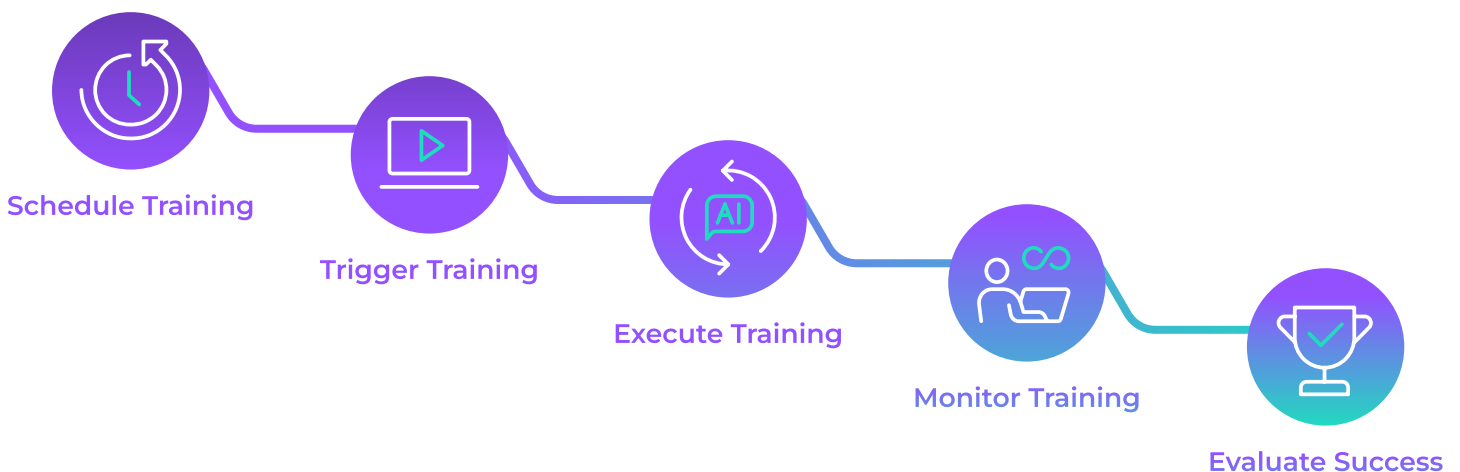 Schedule Training
Trigger Training
AI
Execute Training
Monitor Training
Evaluate Success